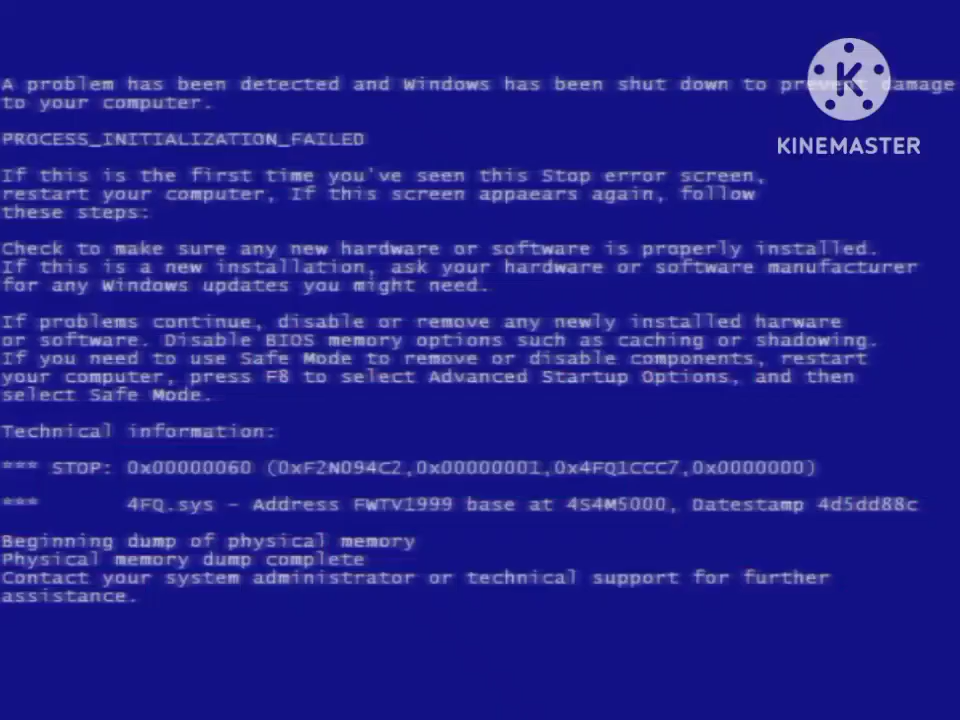 A problem has been detected and Windows has been shut down to prevent damage
to your computer.
PROCESS_INITIALIZATION_FAILED
If this is the first time you've seen this Stop error screen,
restart your computer, If this screen appaears again, follow
these steps:
Check to make sure any new hardware or software is properly installed.
If this is a new installation, ask your hardware or software manufacturer
for any Windows updates you might need.
If problems continue, disable or remove any newly installed harware
or software. Disable BIOS memory options such as caching or shadowing.
If you need to use Safe Mode to remove or disable components, restart
your computer, press F8 to select Advanced Startup Options, and then
select Safe Mode.
Technical information:
*** STOP: 0x00000060 (0xF2N094C2,0x00000001,0x4FQ1CCC7,0x0000000)
*** 4FQ.sys – Address FWTV1999 base at 4S4M5000, Datestamp 4d5dd88c
Beginning dump of physical memory
Physical memory dump complete
Contact your system administrator or technical support for further
assistance.
K
KINEMASTER